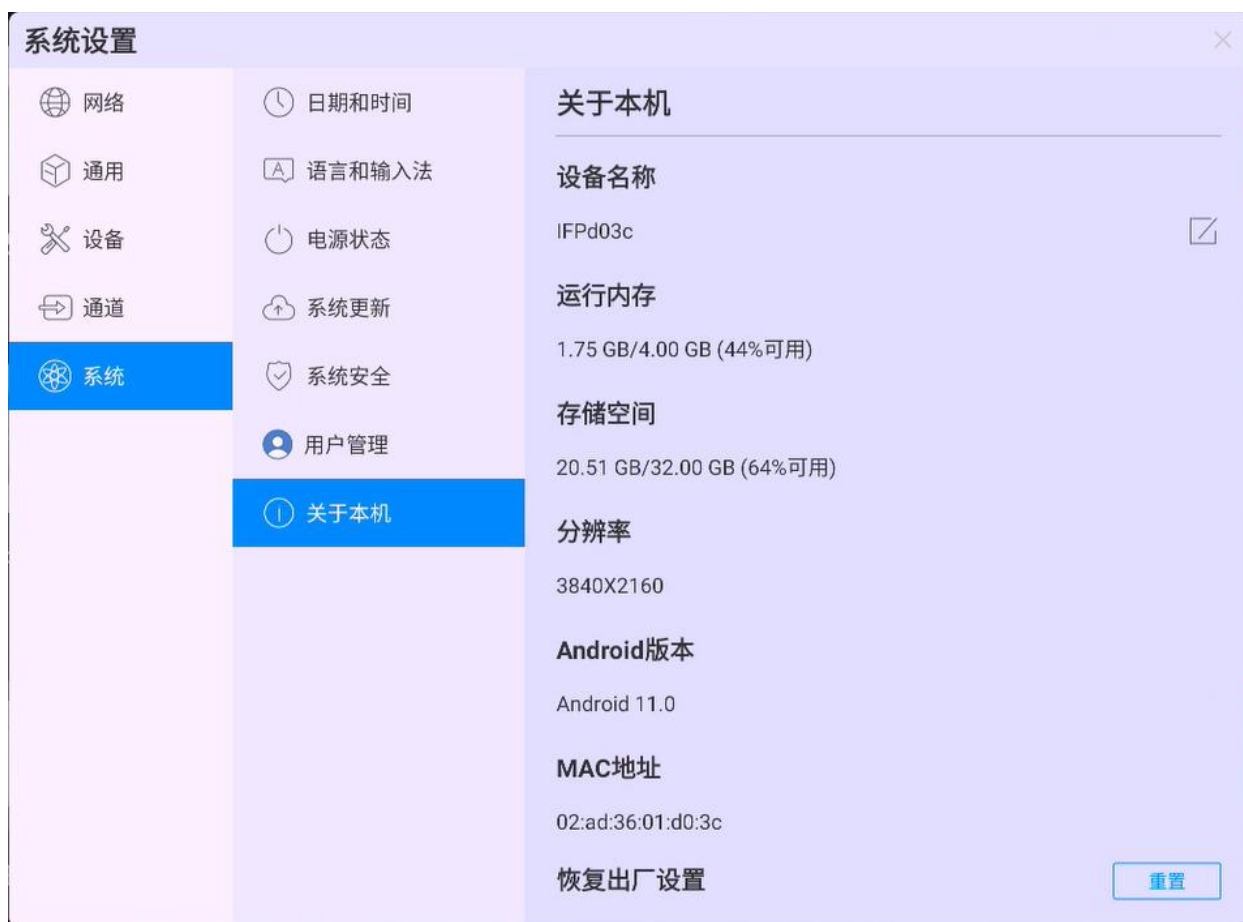 系统设置
网络
通用
设备
通道
系统
日期和时间
语言和输入法
电源状态
系统更新
系统安全
用户管理
关于本机
关于本机
设备名称
IFPd03c
运行内存
1.75 GB/4.00 GB (44%可用)
存储空间
20.51 GB/32.00 GB (64%可用)
分辨率
3840X2160
Android版本
Android 11.0
MAC地址
02:ad:36:01:d0:3c
恢复出厂设置
重置